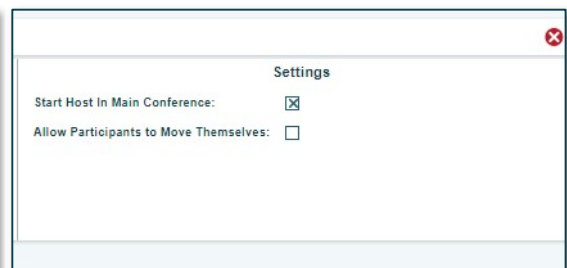 Settings
Start Host In Main Conference:
Allow Participants to Move Themselves: